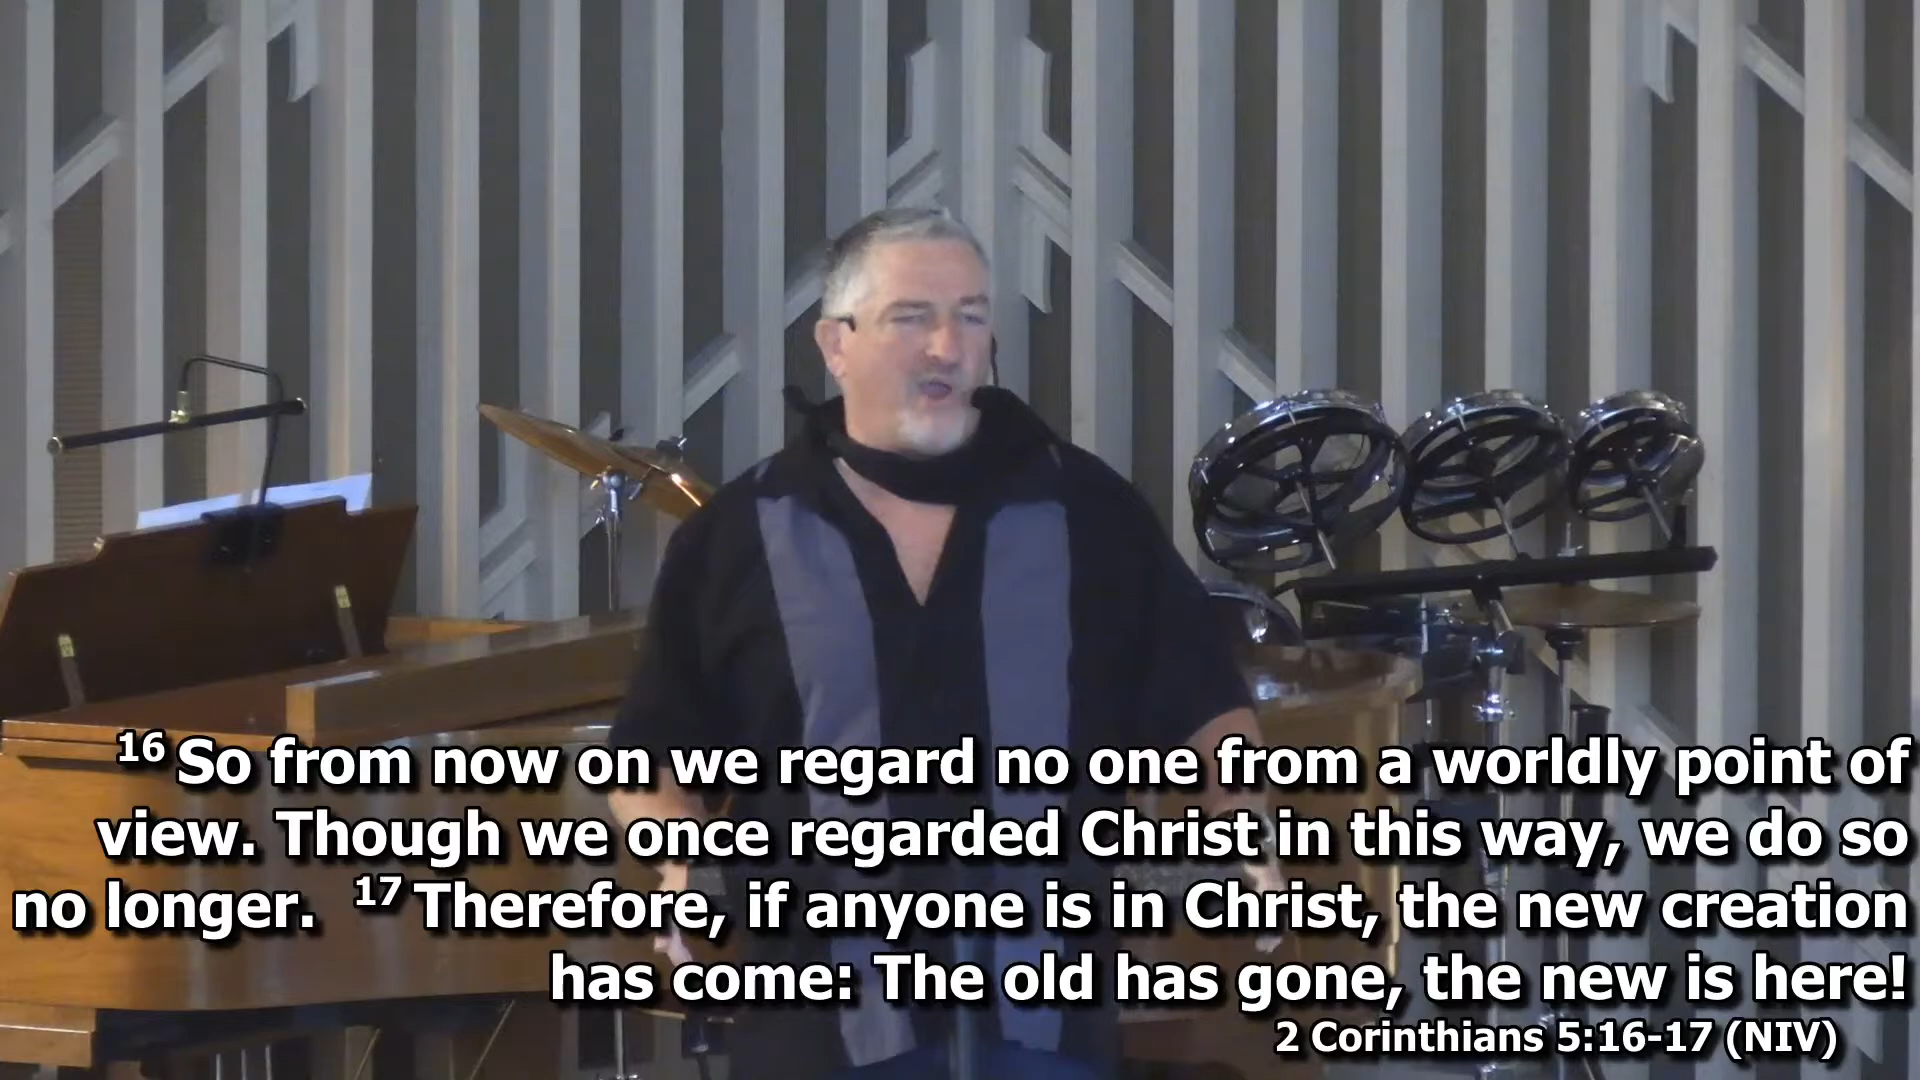 16 So from now on we regard no one from a worldly point of
view. Though we once regarded Christ in this way, we do so
no longer. 17 Therefore, if anyone is in Christ, the new creation
has come: The old has gone, the new is here!
2 Corinthians 5:16-17 (NIV)